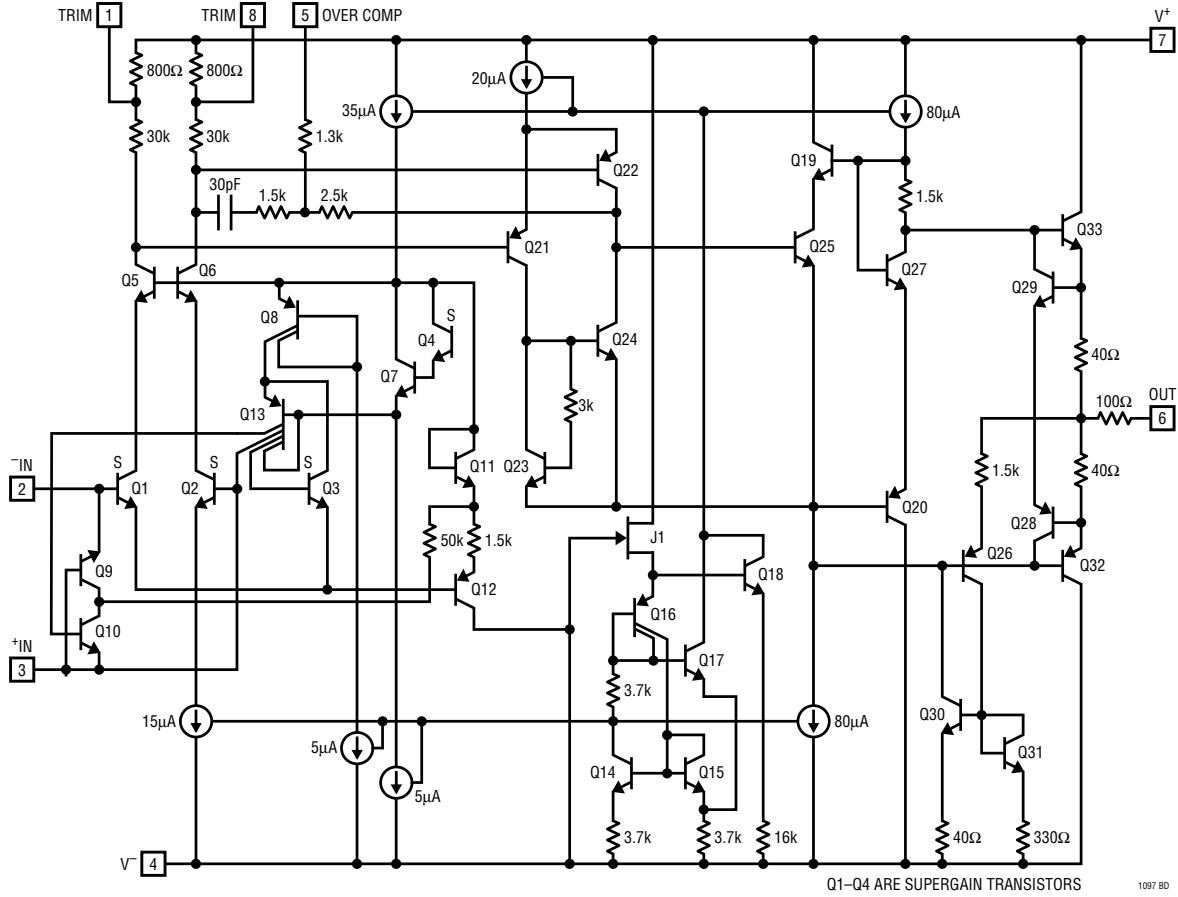 TRIM 1
TRIM 8
5 OVER COMP
V+
7
800Ω
800Ω
20µA
35µA
80µA
30k
30k
1.3k
Q22
Q19
30pF
1.5k
2.5k
1.5k
Q21
Q25
Q33
Q5
Q6
Q27
Q29
Q8
S
Q4
Q24
Q7
40Ω
Q13
3k
100Ω
OUT
6
–IN
2
S
Q1
Q2
S
S
Q3
Q11
Q23
1.5k
40Ω
50k
1.5k
J1
Q20
Q28
Q9
Q12
Q18
Q26
Q32
Q10
Q16
+IN
3
Q17
3.7k
15µA
5µA
80µA
Q30
Q31
5µA
Q14
Q15
3.7k
3.7k
16k
40Ω
330Ω
V– 4
Q1–Q4 ARE SUPERGAIN TRANSISTORS
1097 BD